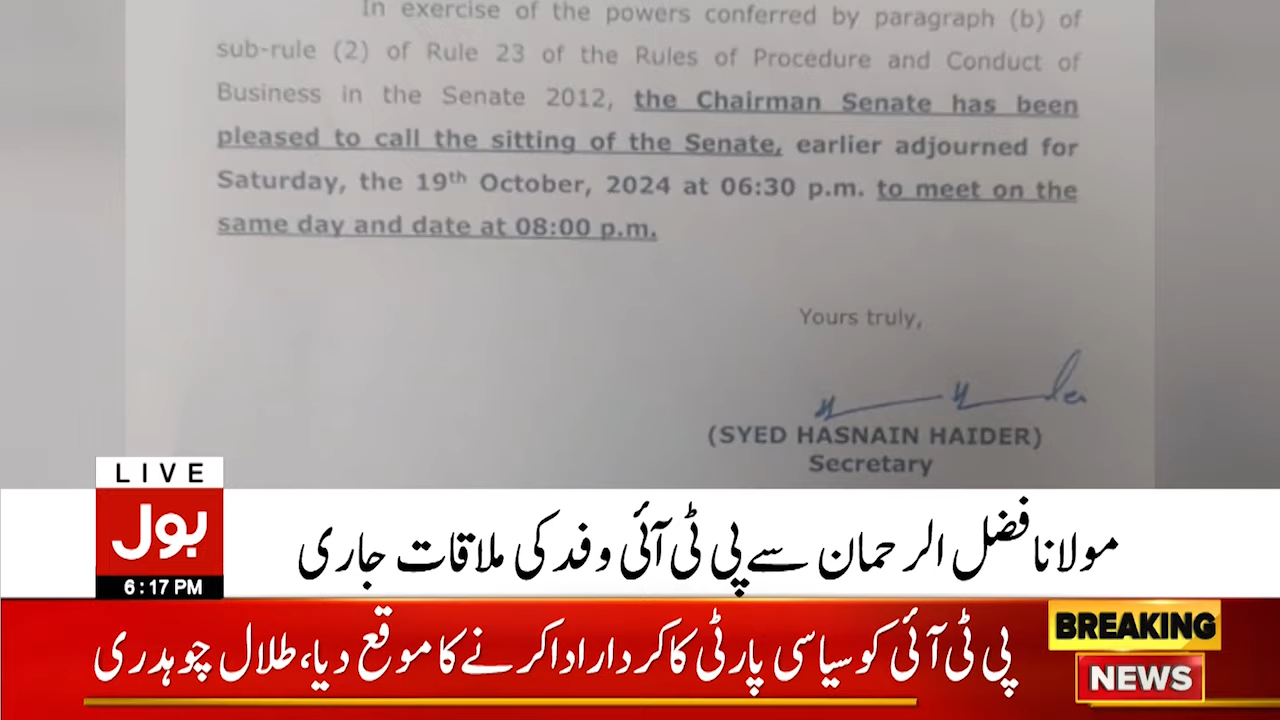 In exercise of the powers conferred by paragraph (b) of
sub-rule (2) of Rule 23 of the Rules of Procedure and Conduct of
Business in the Senate 2012, the Chairman Senate has been
pleased to call the sitting of the Senate, earlier adjourned for
Saturday, the 19th October, 2024 at 06:30 p.m. to meet on the
same day and date at 08:00 p.m.
Yours truly,
(SYED HASNAIN HAIDER)
Secretary
LIVE
بول
6:17 PM
مولانا فضل الرحمان سے پی ٹی آئی وفد کی ملاقات جاری
پی ٹی آئی کو سیاسی پارٹی کا کردار ادا کرنے کا موقع دیا، طلال چوہدری
BREAKING
NEWS